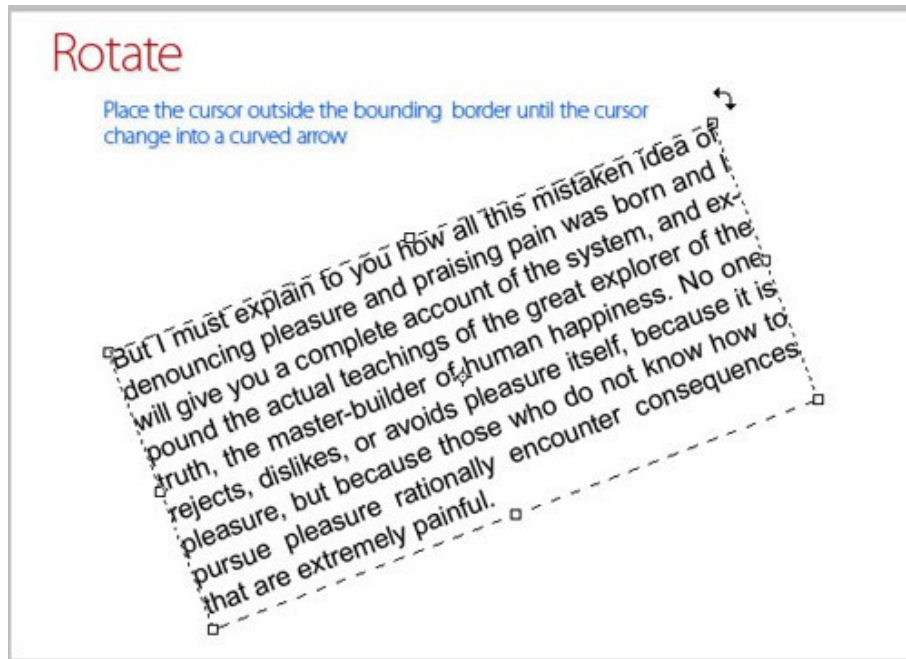 Rotate
Place the cursor outside the bounding border until the cursor
change into a curved arrow
But I must explain to you how all this mistaken idea of
denouncing pleasure and praising pain was born and I
will give you a complete account of the system, and ex-
pound the actual teachings of the great explorer of the
truth, the master-builder of human happiness. No one
rejects, dislikes, or avoids pleasure itself, because it is
pleasure, but because those who do not know how to
pursue pleasure rationally encounter consequences
that are extremely painful.